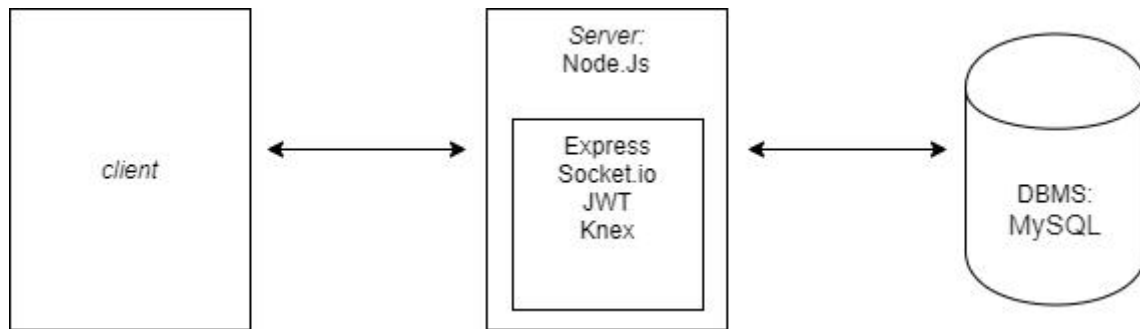 client
Server:
Node.Js
Express
Socket.io
JWT
Knex
DBMS:
MySQL